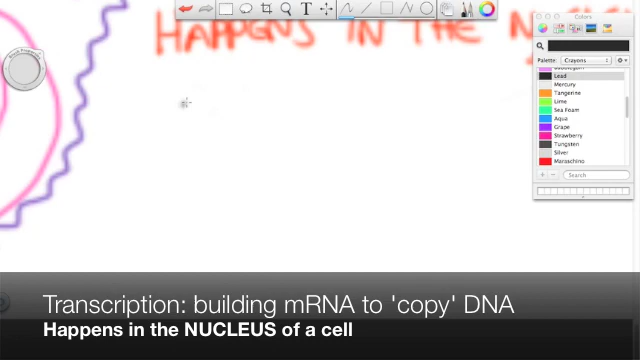 HAPPENS IN THE
Colors
Palette: Crayons
Lead
Mercury
Tangerine
Lime
Sea Foam
Aqua
Grape
Strawberry
Tungsten
Silver
Maraschino
Search
Transcription: building mRNA to 'copy' DNA
Happens in the NUCLEUS of a cell